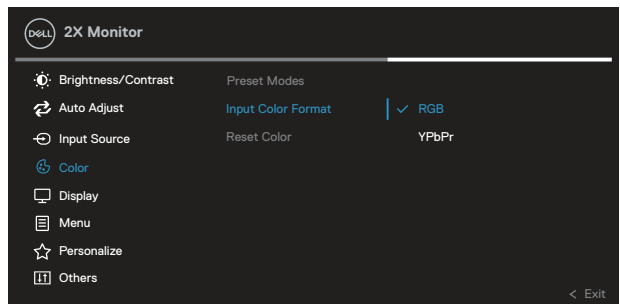 DELL 2X Monitor
Brightness/Contrast Preset Modes
Auto Adjust Input Color Format ✓ RGB
Input Source Reset Color YPbPr
Color
Display
Menu
Personalize
Others
< Exit